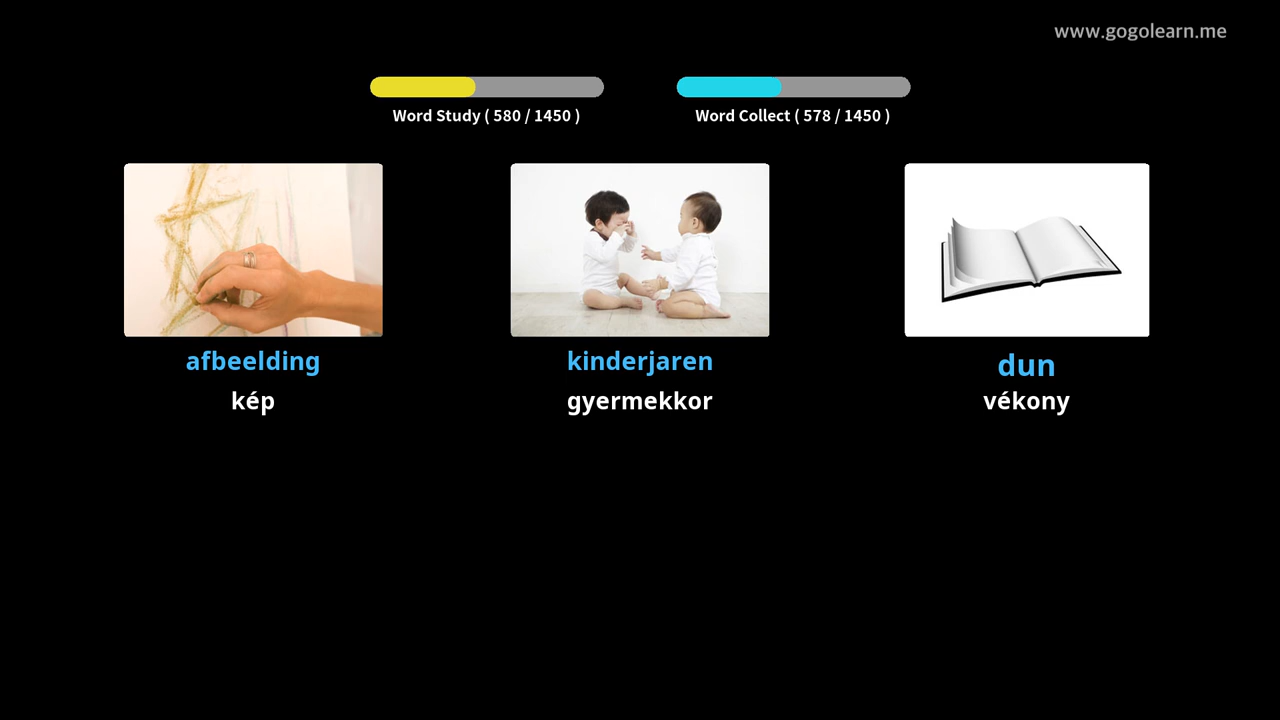 www.gogolearn.me
Word Study ( 580 / 1450 )
Word Collect ( 578 / 1450 )
afbeelding
kép
kinderjaren
gyermekkor
dun
vékony